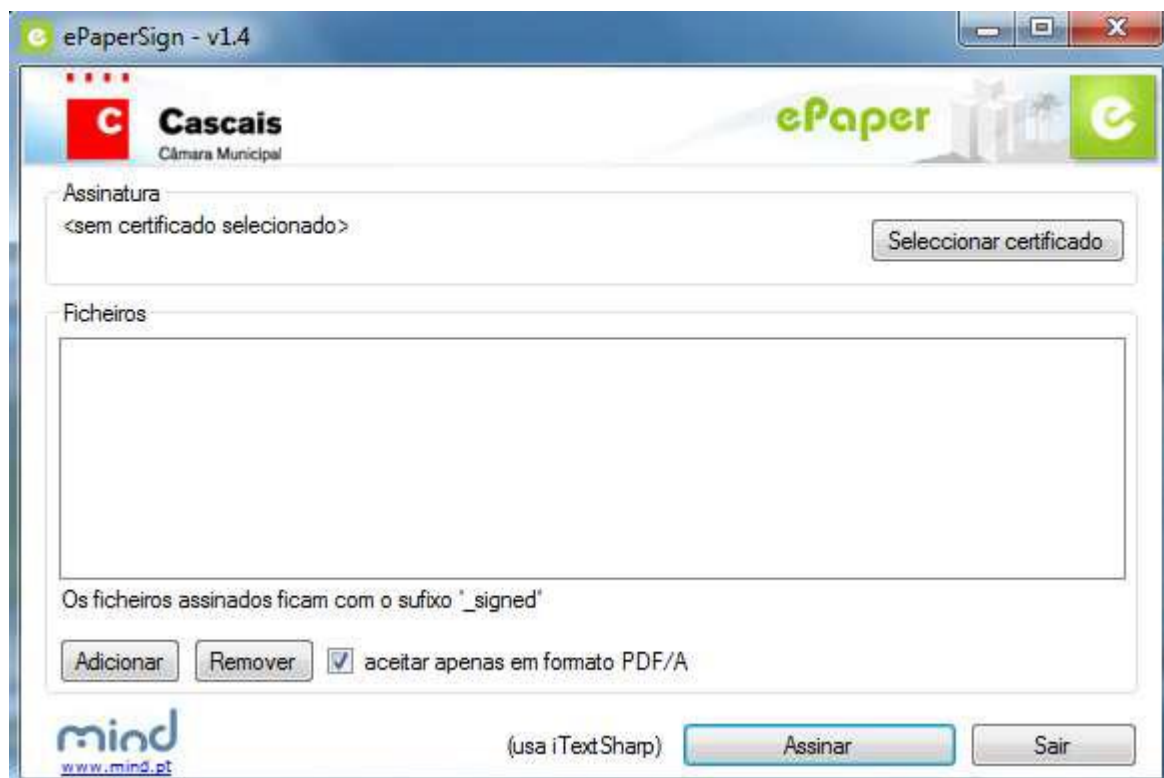 e ePaperSign - v1.4
C Cascais
Câmara Municipal
ePaper e
Assinatura
<sem certificado selecionado>
Seleccionar certificado
Ficheiros
Os ficheiros assinados ficam com o sufixo '_signed'
Adicionar Remover aceitar apenas em formato PDF/A
mind
www.mind.pt
(usa iTextSharp) Assinar Sair